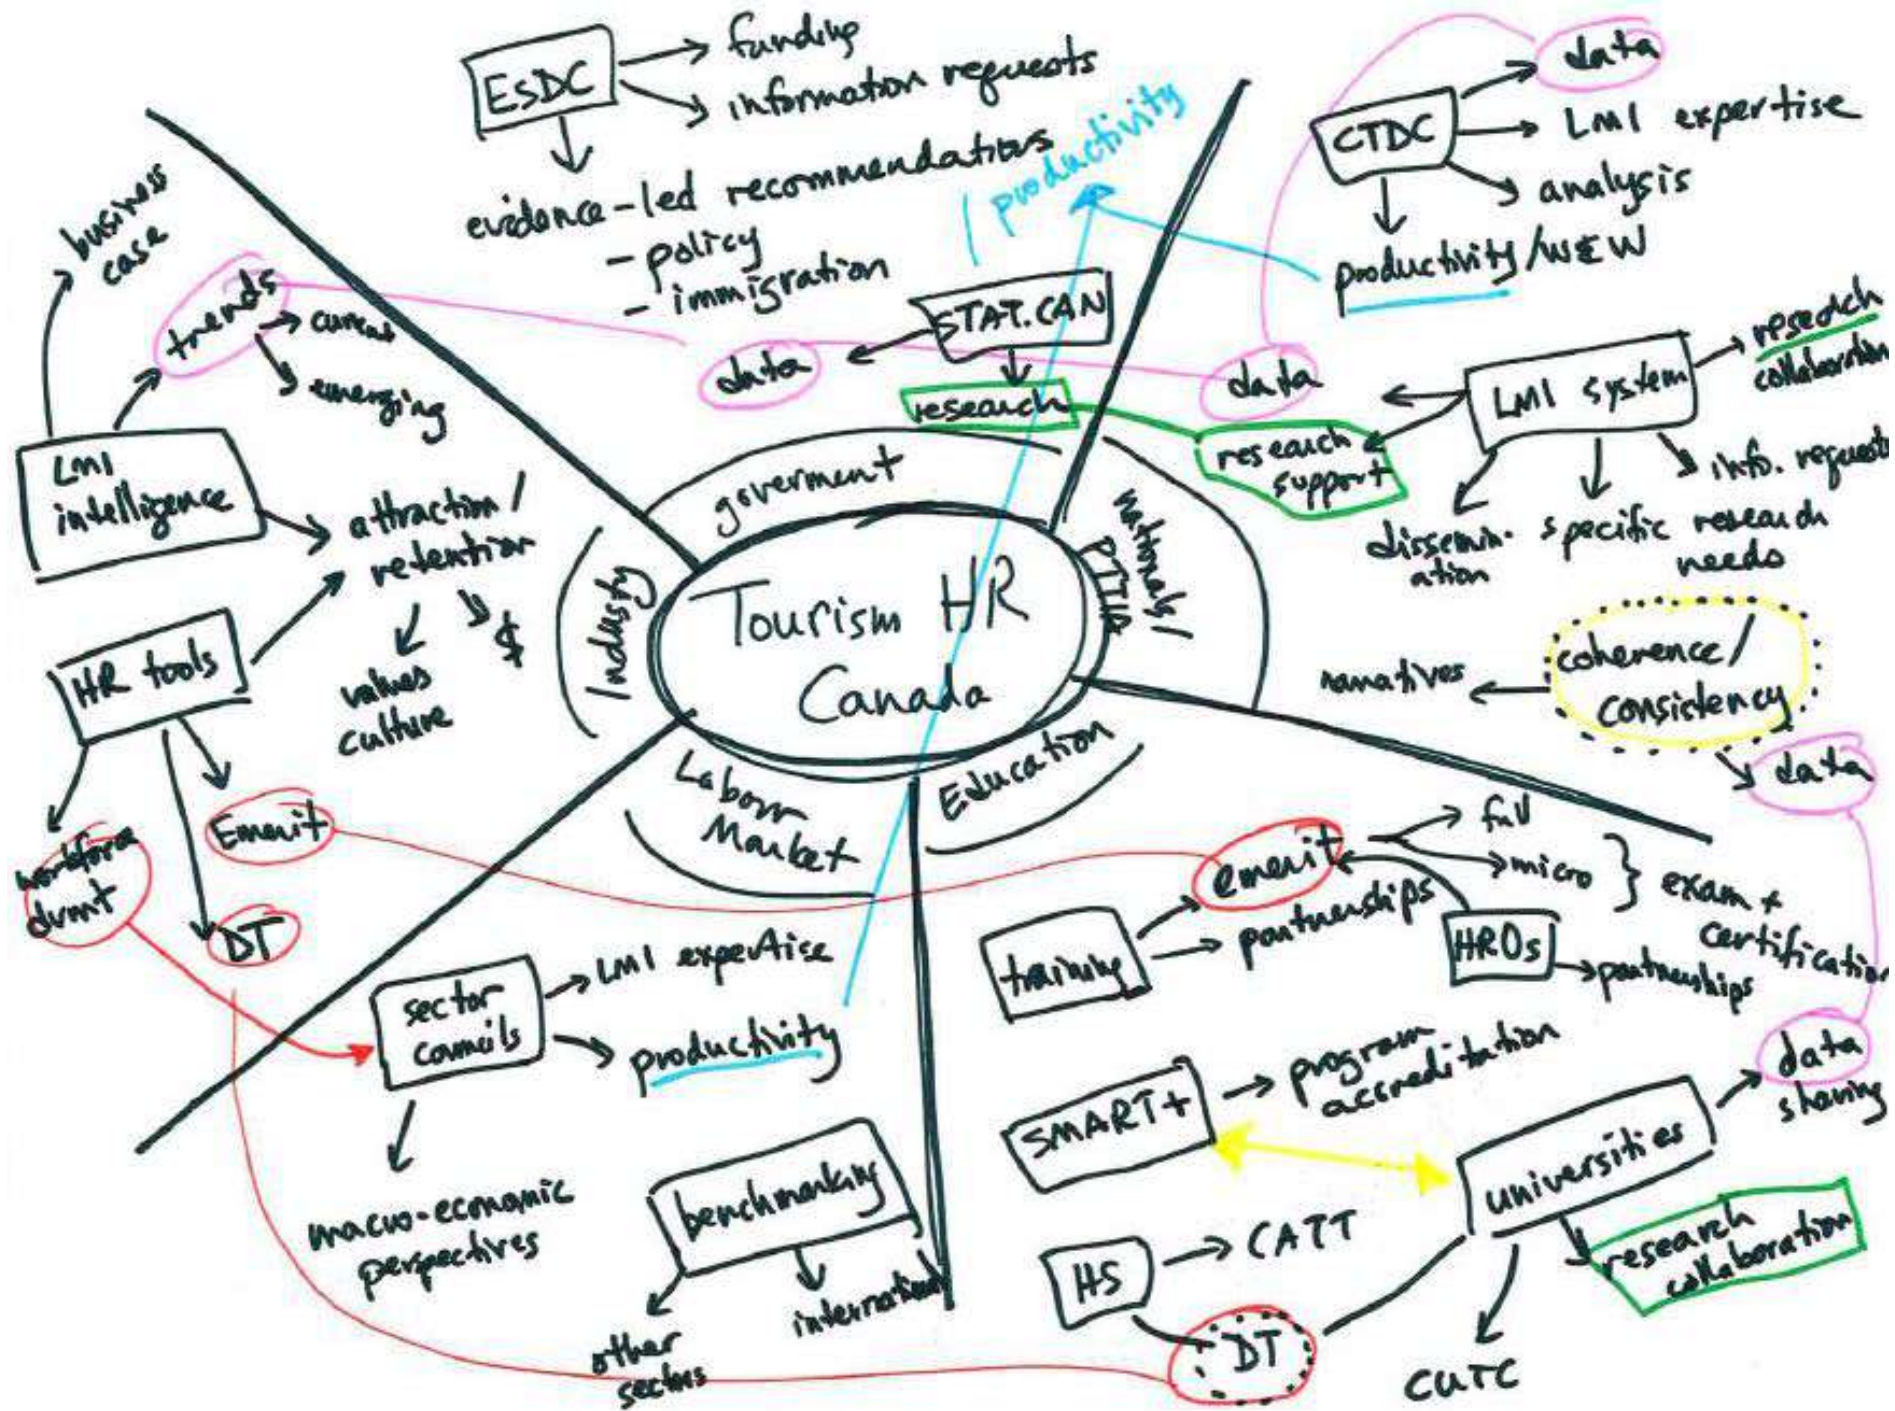 Tourism HR
Canada
goverment
nationals/
PTTIA
Education
Labour
Market
Industry
ESDC
funding
information requests
evidence-led recommendations
- policy
- immigration
STAT.CAN
/ productivity
data
research
CTDC
data
LMI expertise
analysis
productivity/W&W
LMI system
research
collaboration
data
research
support
dissemin-
ation
specific research
needs
info. requests
coherence/
consistency
narratives
data
training
emerit
full
micro
} exam +
certification
partnerships
HROs
partnerships
SMART+
program
accreditation
universities
data
sharing
research
collaboration
CUTC
HS
CATT
DT
sector
councils
LMI expertise
productivity
macro-economic
perspectives
benchmarking
other
sectors
international
LMI
intelligence
business
case
trends
current
emerging
attraction/
retention
values
culture
$
HR tools
workforce
dvmt
Emerit
DT